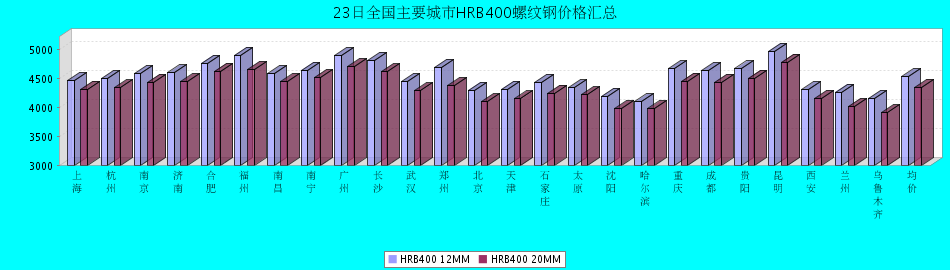 23日全国主要城市HRB400螺纹钢价格汇总
5000
4500
4000
3500
3000
上海
杭州
南京
济南
合肥
福州
南昌
南宁
广州
长沙
武汉
郑州
北京
天津
石家庄
太原
沈阳
哈尔滨
重庆
成都
贵阳
昆明
西安
兰州
乌鲁木齐
均价
HRB400 12MM
HRB400 20MM